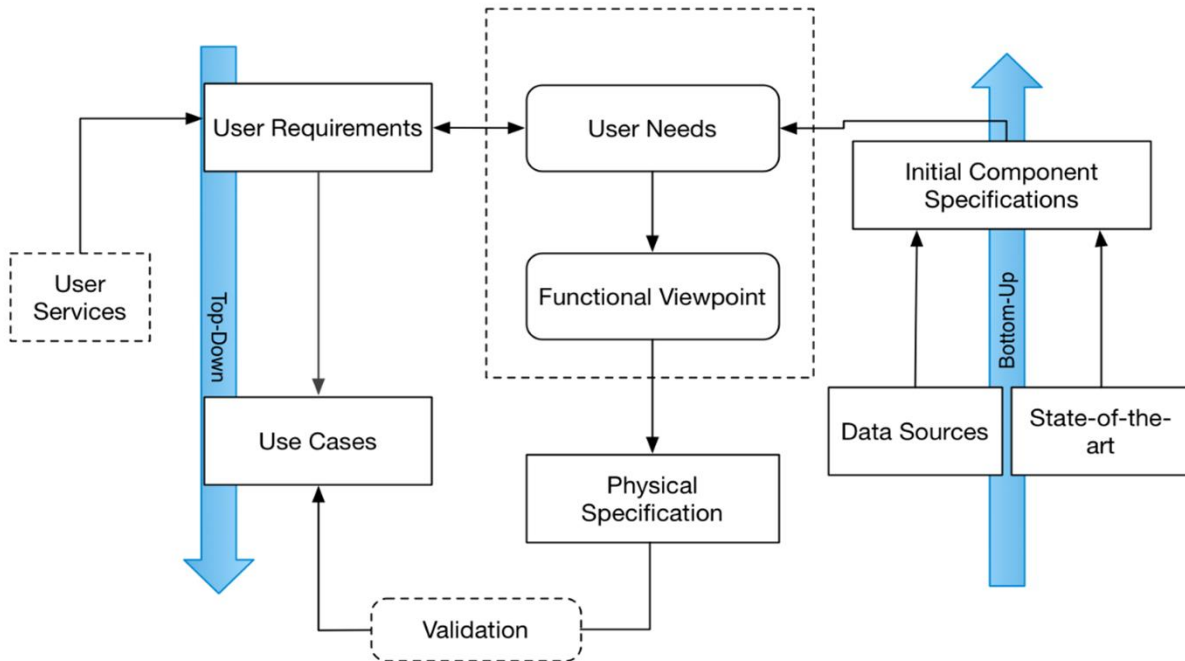 User Requirements
User Needs
Initial Component
Specifications
User
Services
Top-Down
Functional Viewpoint
Bottom-Up
Use Cases
Data Sources
State-of-the-
art
Physical
Specification
Validation